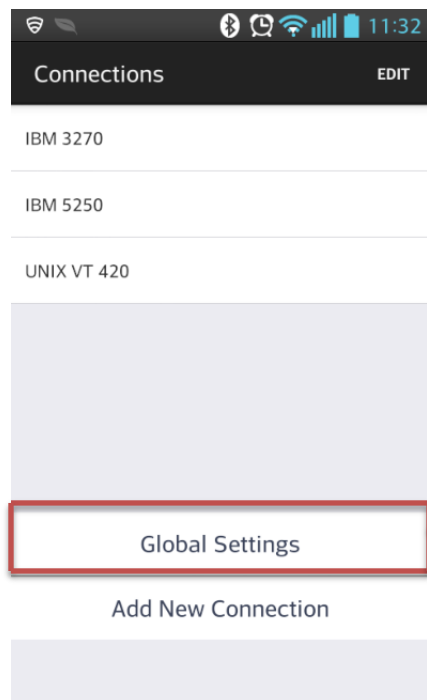 11:32
Connections EDIT
IBM 3270
IBM 5250
UNIX VT 420
Global Settings
Add New Connection